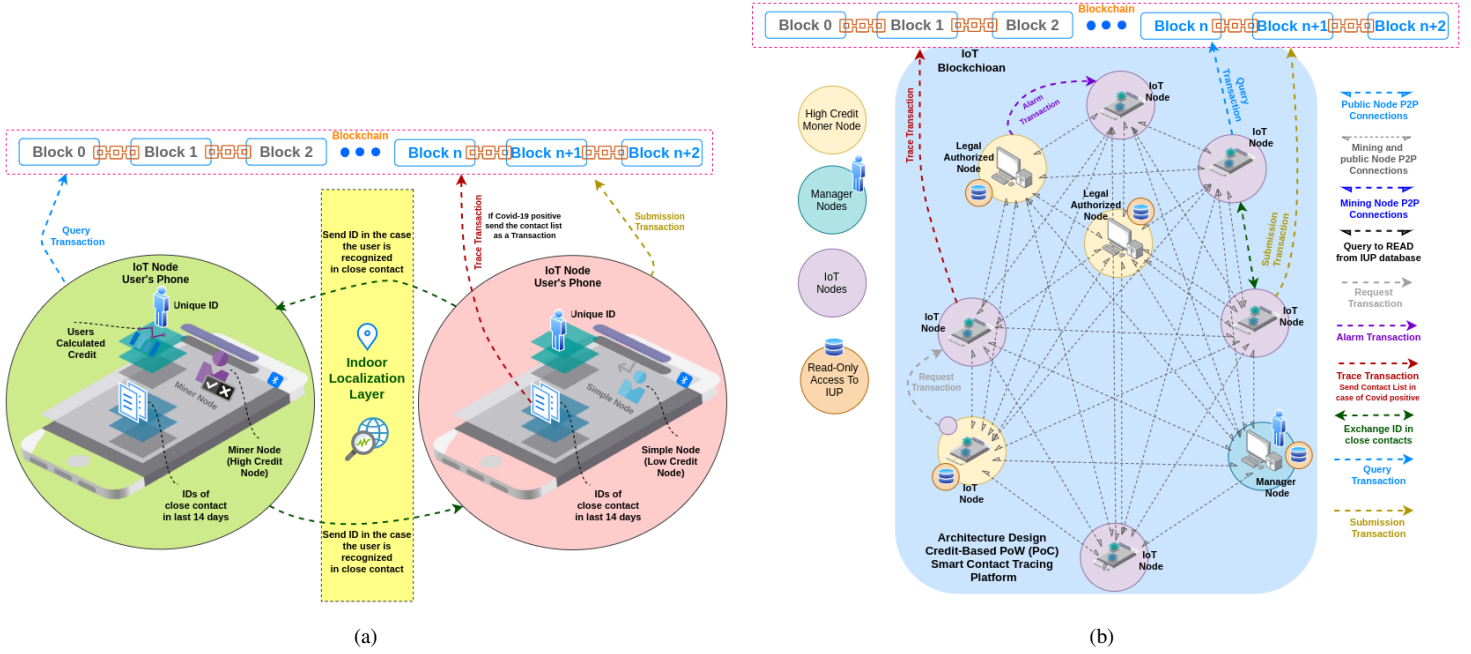 Blockchain
Block 0
Block 1
Block 2
Block n
Block n+1
Block n+2
Query
Transaction
Send ID in the case
the user is
recognized
in close contact
Trace Transaction
If Covid-19 positive
send the contact list
as a Transaction
Submission
Transaction
IoT Node
User's Phone
Unique ID
Users
Calculated
Credit
Miner Node
Miner Node
(High Credit
Node)
IDs of
close contact
in last 14 days
Indoor
Localization
Layer
Send ID in the case
the user is
recognized
in close contact
IoT Node
User's Phone
Unique ID
Simple Node
Simple Node
(Low Credit
Node)
IDs of
close contact
in last 14 days
(a)
Blockchain
Block 0
Block 1
Block 2
Block n
Block n+1
Block n+2
IoT
Blockchioan
High Credit
Moner Node
Manager
Nodes
IoT
Nodes
Read-Only
Access To
IUP
Trace Transaction
Alarm
Transaction
IoT
Node
Query
Transaction
IoT
Node
Legal
Authorized
Node
Legal
Authorized
Node
Submission
Transaction
IoT
Node
IoT
Node
Request
Transaction
IoT
Node
Manager
Node
IoT
Node
Architecture Design
Credit-Based PoW (PoC)
Smart Contact Tracing
Platform
Public Node P2P
Connections
Mining and
public Node P2P
Connections
Mining Node P2P
Connections
Query to READ
from IUP database
Request
Transaction
Alarm Transaction
Trace Transaction
Send Contact List in
case of Covid positive
Exchange ID in
close contacts
Query
Transaction
Submission
Transaction
(b)